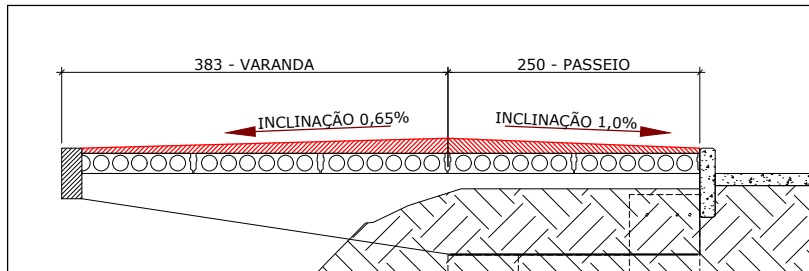 383 - VARANDA
250 - PASSEIO
INCLINAÇÃO 0,65%
INCLINAÇÃO 1,0%